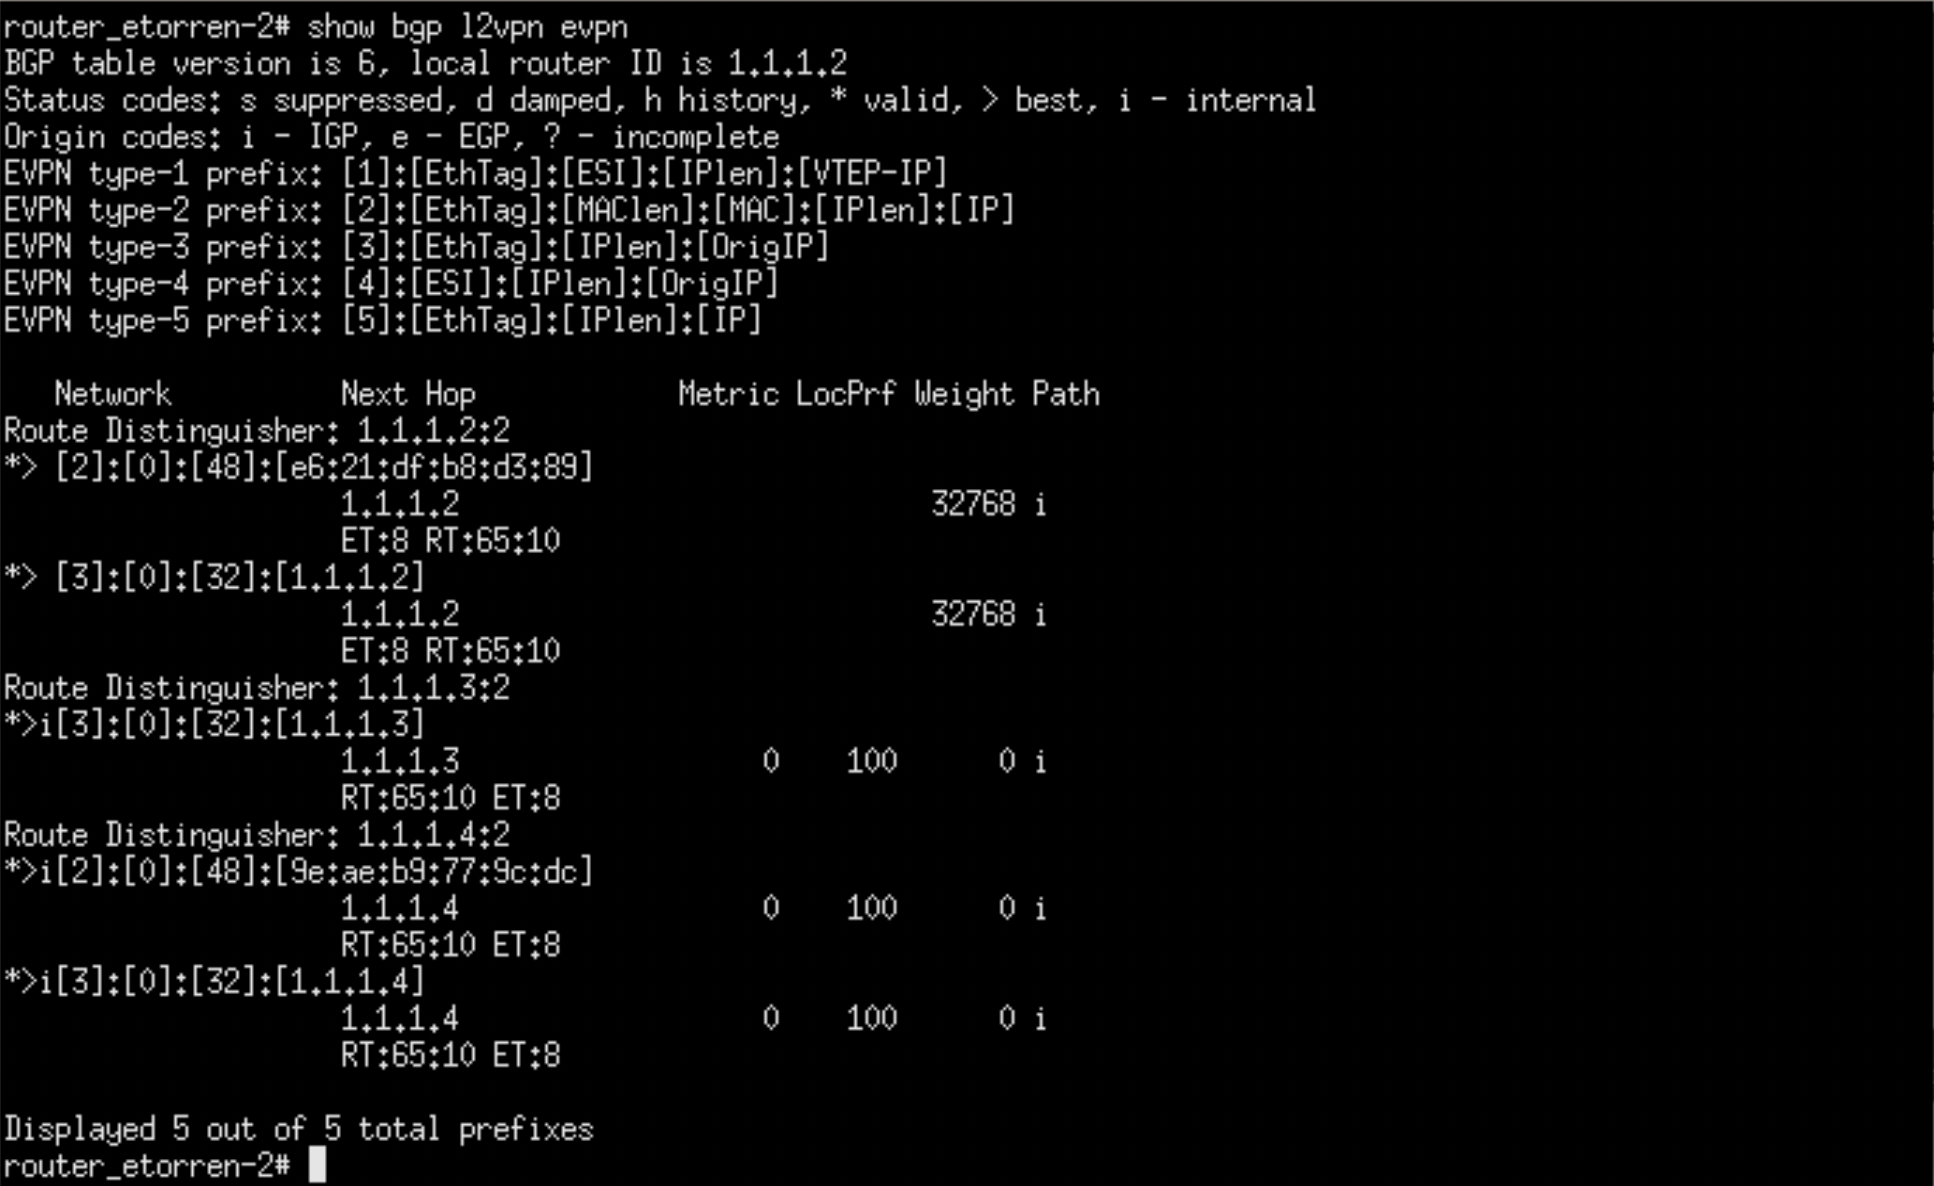 router_etorren-2# show bgp l2vpn evpn
BGP table version is 6, local router ID is 1.1.1.2
Status codes: s suppressed, d damped, h history, * valid, > best, i - internal
Origin codes: i - IGP, e - EGP, ? - incomplete
EVPN type-1 prefix: [1]:[EthTag]:[ESI]:[IPlen]:[VTEP-IP]
EVPN type-2 prefix: [2]:[EthTag]:[MAClen]:[MAC]:[IPlen]:[IP]
EVPN type-3 prefix: [3]:[EthTag]:[IPlen]:[OrigIP]
EVPN type-4 prefix: [4]:[ESI]:[IPlen]:[OrigIP]
EVPN type-5 prefix: [5]:[EthTag]:[IPlen]:[IP]
   Network          Next Hop            Metric LocPrf Weight Path
Route Distinguisher: 1.1.1.2:2
*> [2]:[0]:[48]:[e6:21:df:b8:d3:89]
                    1.1.1.2                            32768 i
                    ET:8 RT:65:10
*> [3]:[0]:[32]:[1.1.1.2]
                    1.1.1.2                            32768 i
                    ET:8 RT:65:10
Route Distinguisher: 1.1.1.3:2
*>i[3]:[0]:[32]:[1.1.1.3]
                    1.1.1.3                  0    100      0 i
                    RT:65:10 ET:8
Route Distinguisher: 1.1.1.4:2
*>i[2]:[0]:[48]:[9e:ae:b9:77:9c:dc]
                    1.1.1.4                  0    100      0 i
                    RT:65:10 ET:8
*>i[3]:[0]:[32]:[1.1.1.4]
                    1.1.1.4                  0    100      0 i
                    RT:65:10 ET:8
Displayed 5 out of 5 total prefixes
router_etorren-2#